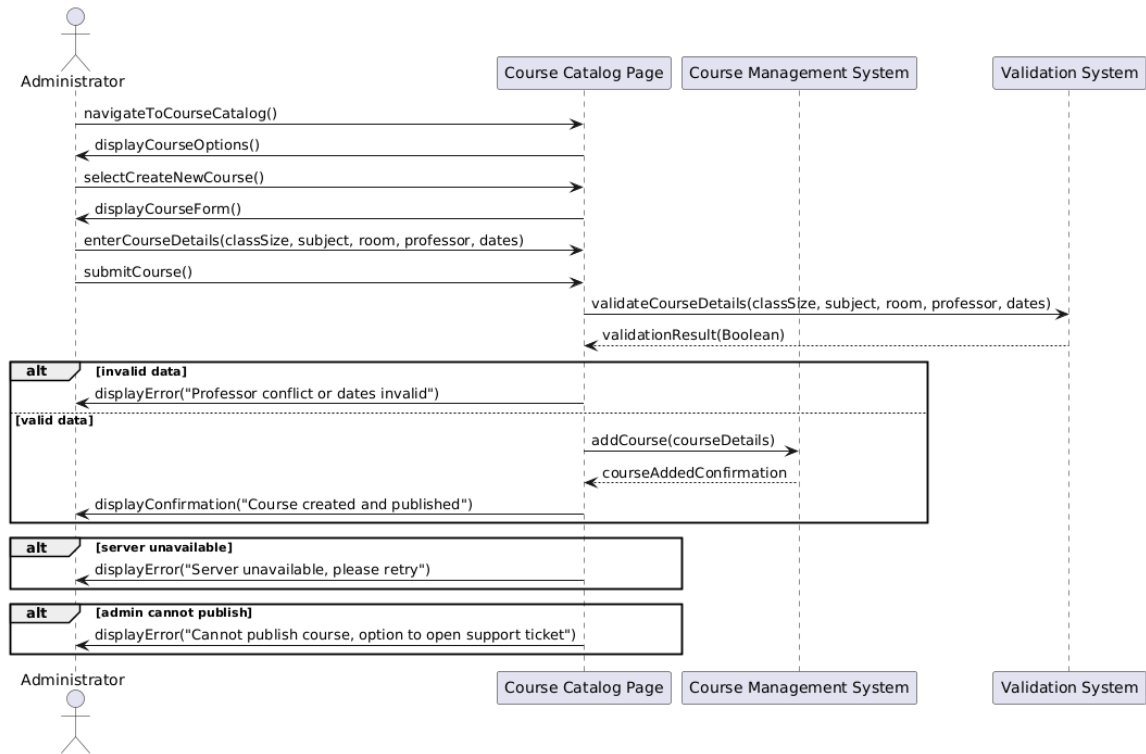 Administrator
Course Catalog Page
Course Management System
Validation System
navigateToCourseCatalog()
displayCourseOptions()
selectCreateNewCourse()
displayCourseForm()
enterCourseDetails(classSize, subject, room, professor, dates)
submitCourse()
validateCourseDetails(classSize, subject, room, professor, dates)
validationResult(Boolean)
alt [invalid data]
displayError("Professor conflict or dates invalid")
[valid data]
addCourse(courseDetails)
courseAddedConfirmation
displayConfirmation("Course created and published")
alt [server unavailable]
displayError("Server unavailable, please retry")
alt [admin cannot publish]
displayError("Cannot publish course, option to open support ticket")
Administrator
Course Catalog Page
Course Management System
Validation System